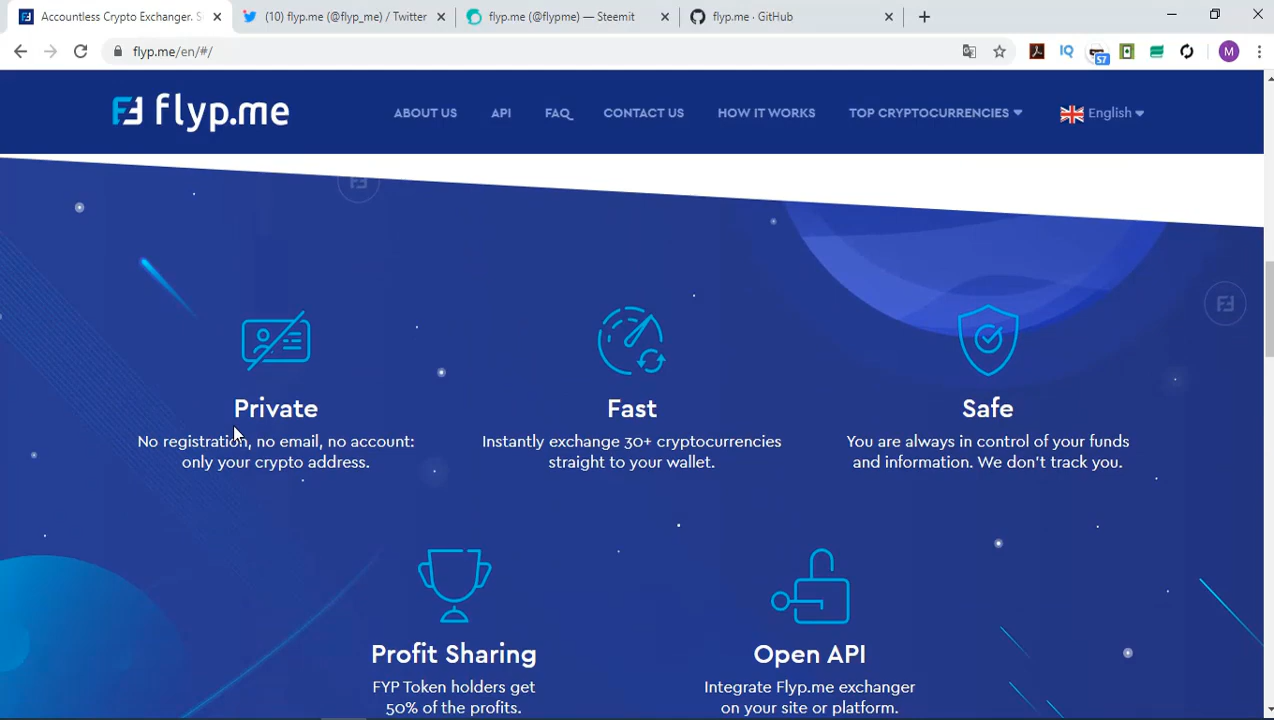 Accountless Crypto Exchanger. S
(10) flyp.me (@flyp_me) / Twitter
flyp.me (@flypme) — Steemit
flyp.me · GitHub
flyp.me/en/#/
57
M
flyp.me
ABOUT US
API
FAQ
CONTACT US
HOW IT WORKS
TOP CRYPTOCURRENCIES
English
Private
No registration, no email, no account:
only your crypto address.
Fast
Instantly exchange 30+ cryptocurrencies
straight to your wallet.
Safe
You are always in control of your funds
and information. We don't track you.
Profit Sharing
FYP Token holders get
50% of the profits.
Open API
Integrate Flyp.me exchanger
on your site or platform.